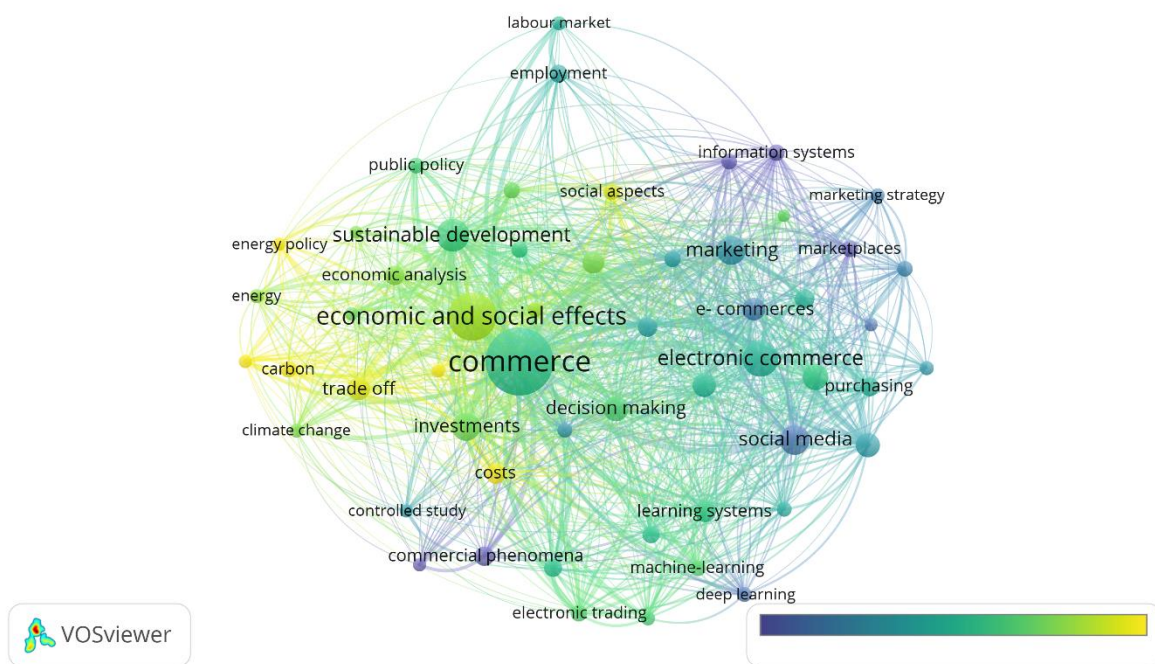 labour market
employment
information systems
public policy
social aspects
marketing strategy
sustainable development
energy policy
marketing
marketplaces
economic analysis
energy
e- commerces
economic and social effects
commerce
electronic commerce
carbon
trade off
purchasing
decision making
investments
climate change
social media
costs
controlled study
learning systems
commercial phenomena
machine-learning
deep learning
electronic trading
VOSviewer